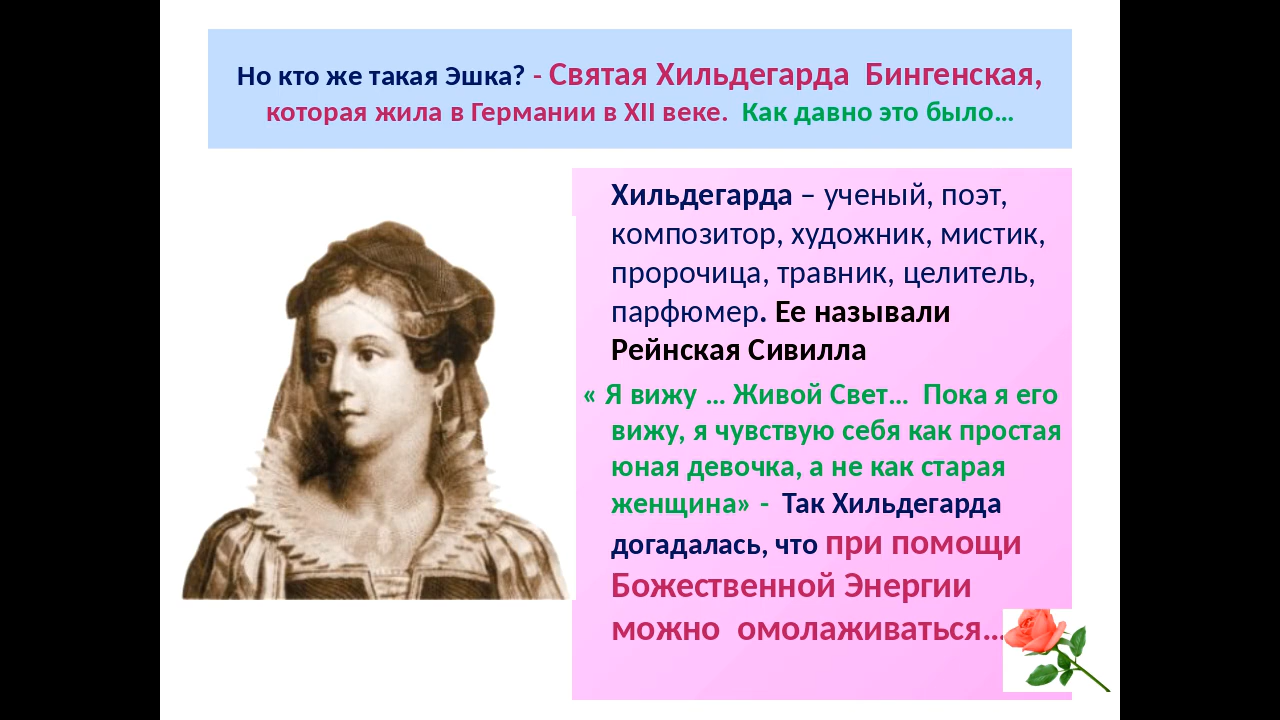 Но кто же такая Эшка? - Святая Хильдегарда  Бингенская,
которая жила в Германии в XII веке.  Как давно это было…
Хильдегарда – ученый, поэт,
композитор, художник, мистик,
пророчица, травник, целитель,
парфюмер. Ее называли
Рейнская Сивилла
« Я вижу … Живой Свет…  Пока я его
вижу, я чувствую себя как простая
юная девочка, а не как старая
женщина» -  Так Хильдегарда
догадалась, что при помощи
Божественной Энергии
можно  омолаживаться…